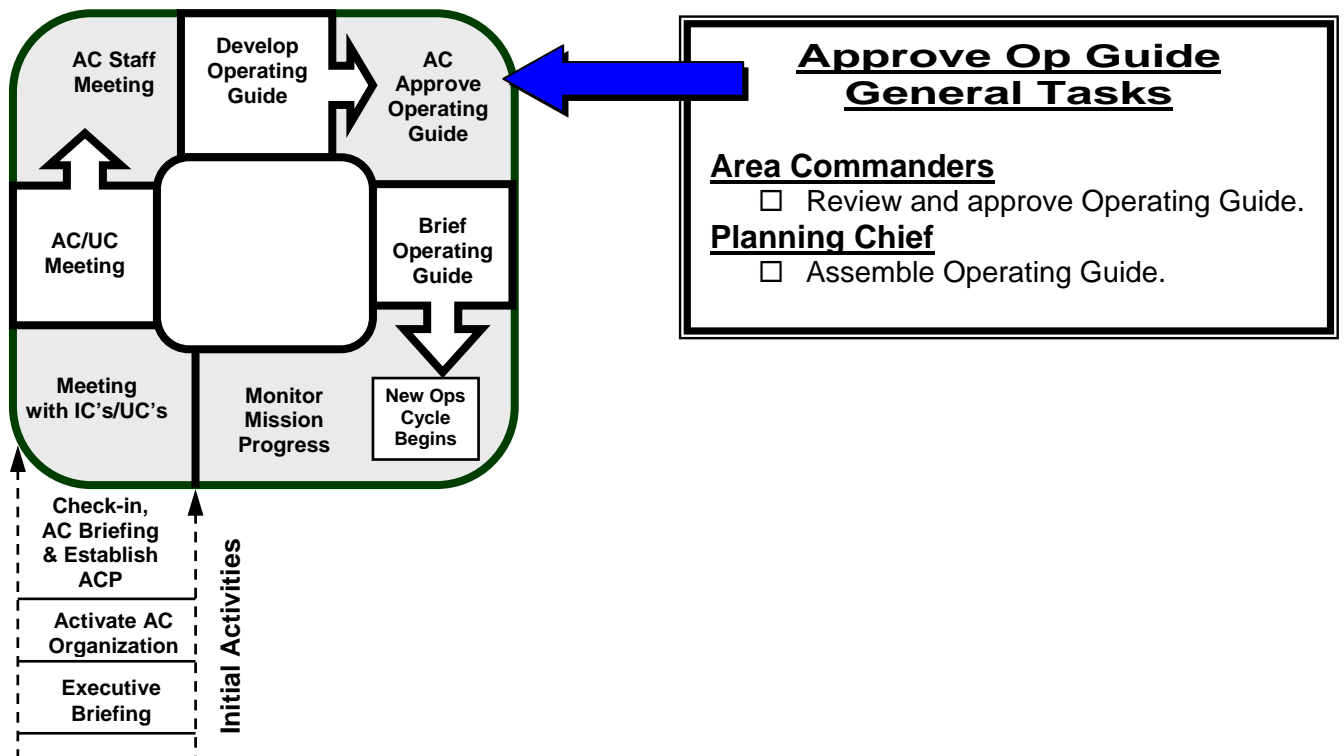 AC Staff
Meeting
Develop
Operating
Guide
AC
Approve
Operating
Guide
AC/UC
Meeting
Brief
Operating
Guide
Meeting
with IC's/UC's
Monitor
Mission
Progress
New Ops
Cycle
Begins
Check-in,
AC Briefing
& Establish
ACP
Activate AC
Organization
Executive
Briefing
Initial Activities
Approve Op Guide
General Tasks
Area Commanders
☐ Review and approve Operating Guide.
Planning Chief
☐ Assemble Operating Guide.